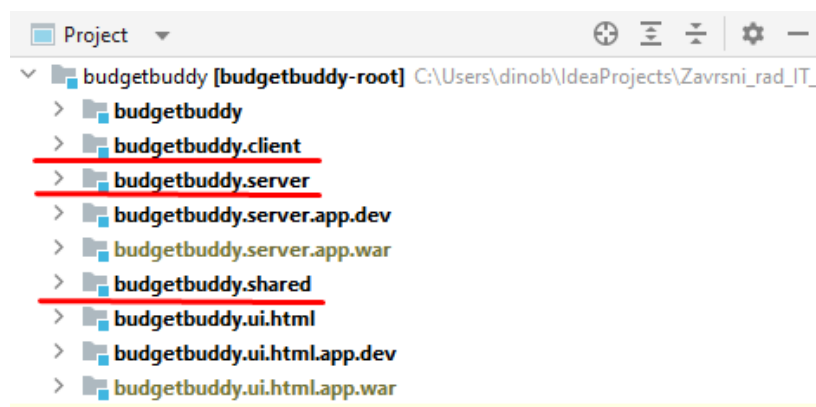 Project
budgetbuddy [budgetbuddy-root] C:\Users\dinob\IdeaProjects\Zavrsni_rad_IT_
budgetbuddy
budgetbuddy.client
budgetbuddy.server
budgetbuddy.server.app.dev
budgetbuddy.server.app.war
budgetbuddy.shared
budgetbuddy.ui.html
budgetbuddy.ui.html.app.dev
budgetbuddy.ui.html.app.war